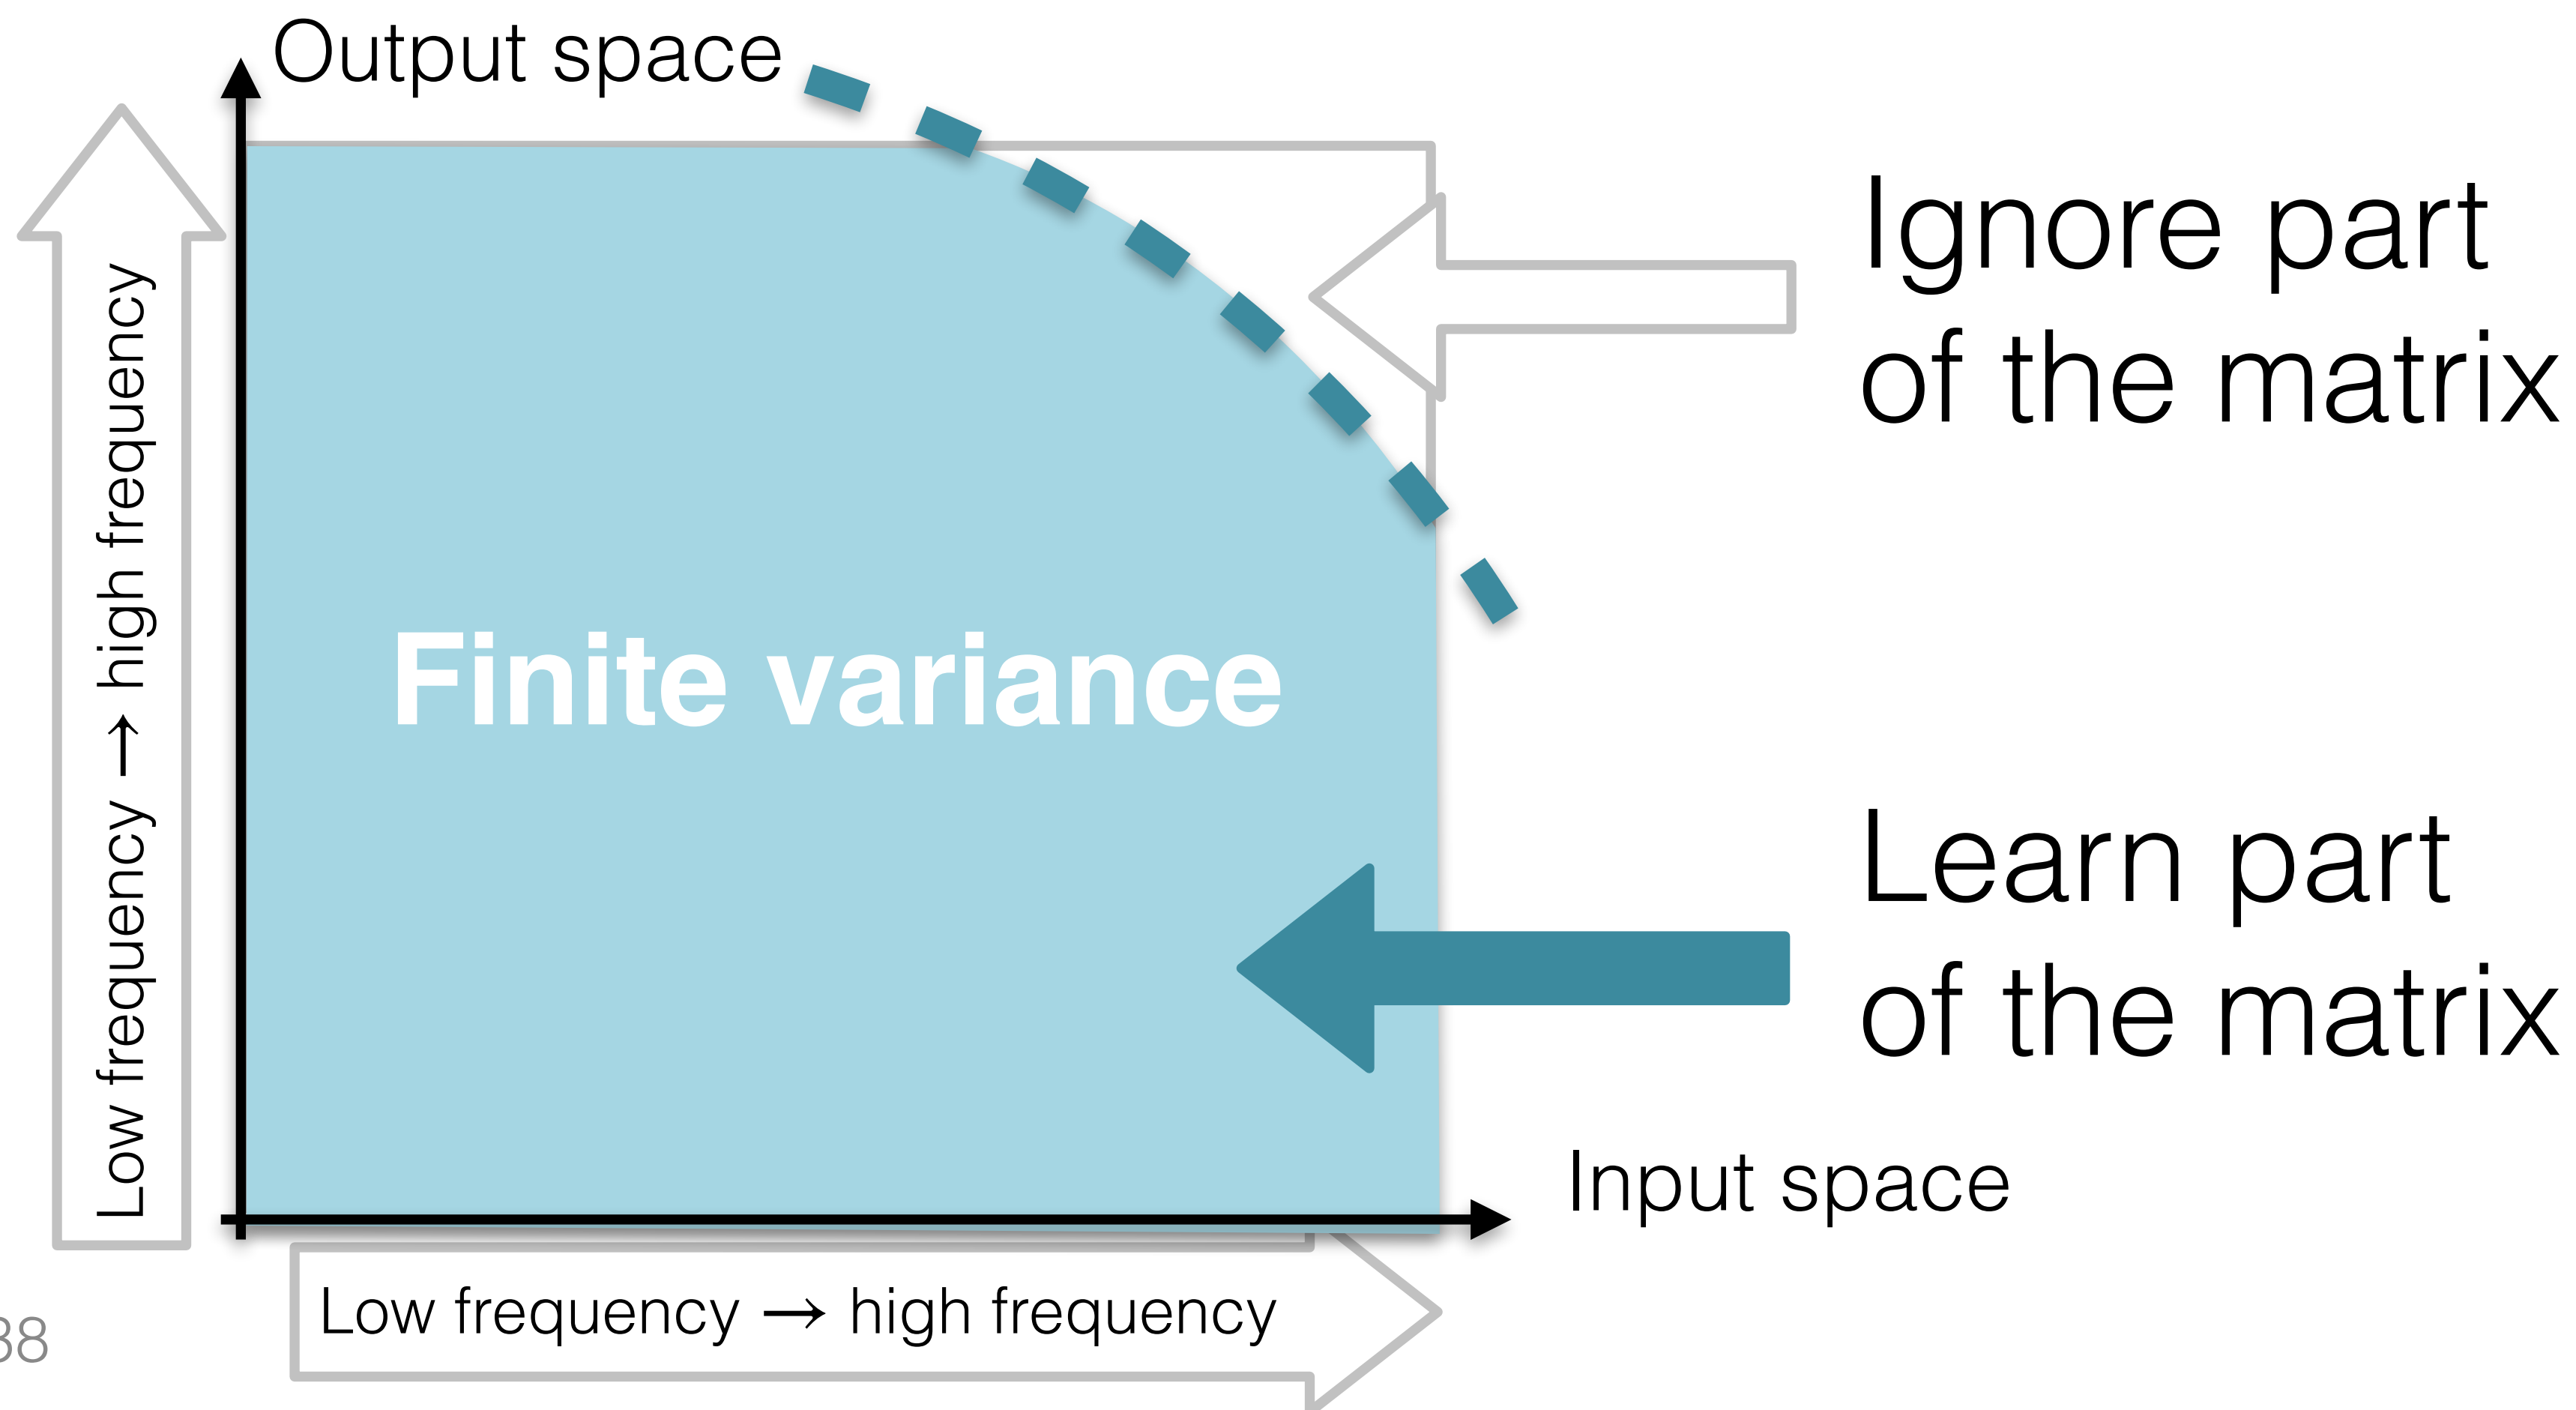 Output space
Ignore part
of the matrix
Low frequency → high frequency
Finite variance
Learn part
of the matrix
Input space
Low frequency → high frequency